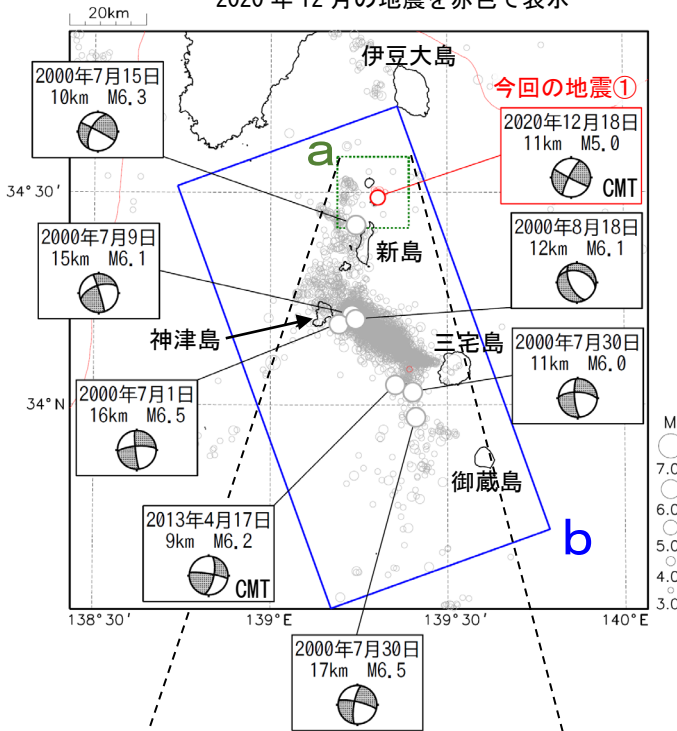 2020年12月の地震を赤色で表示
20km
伊豆大島
2000年7月15日
10km M6.3
今回の地震①
2020年12月18日
11km M5.0
CMT
a
34°30'
新島
2000年7月9日
15km M6.1
2000年8月18日
12km M6.1
神津島
三宅島
2000年7月30日
11km M6.0
2000年7月1日
16km M6.5
34°N
M
7.0
6.0
5.0
4.0
3.0
御蔵島
2013年4月17日
9km M6.2
CMT
b
138°30'
139°E
139°30'
140°E
2000年7月30日
17km M6.5